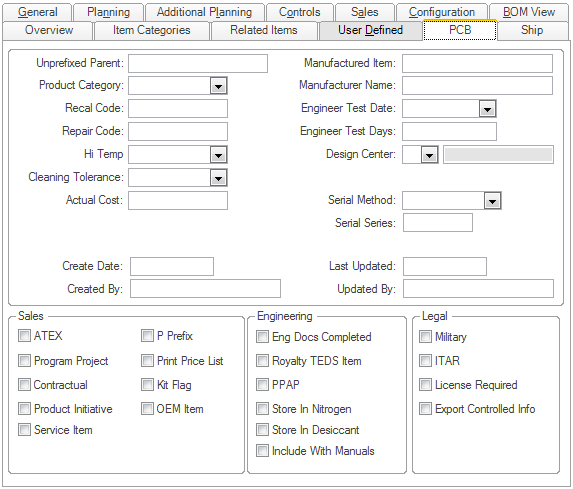 General Planning Additional Planning Controls Sales Configuration BOM View
Overview Item Categories Related Items User Defined PCB Ship
Unprefixed Parent: Manufactured Item:
Product Category: Manufacturer Name:
Recal Code: Engineer Test Date:
Repair Code: Engineer Test Days:
Hi Temp Design Center:
Cleaning Tolerance:
Actual Cost: Serial Method:
Serial Series:
Create Date: Last Updated:
Created By: Updated By:
Sales Engineering Legal
ATEX P Prefix Eng Docs Completed Military
Program Project Print Price List Royalty TEDS Item ITAR
Contractual Kit Flag PPAP License Required
Product Initiative OEM Item Store In Nitrogen Export Controlled Info
Service Item Store In Desiccant
Include With Manuals